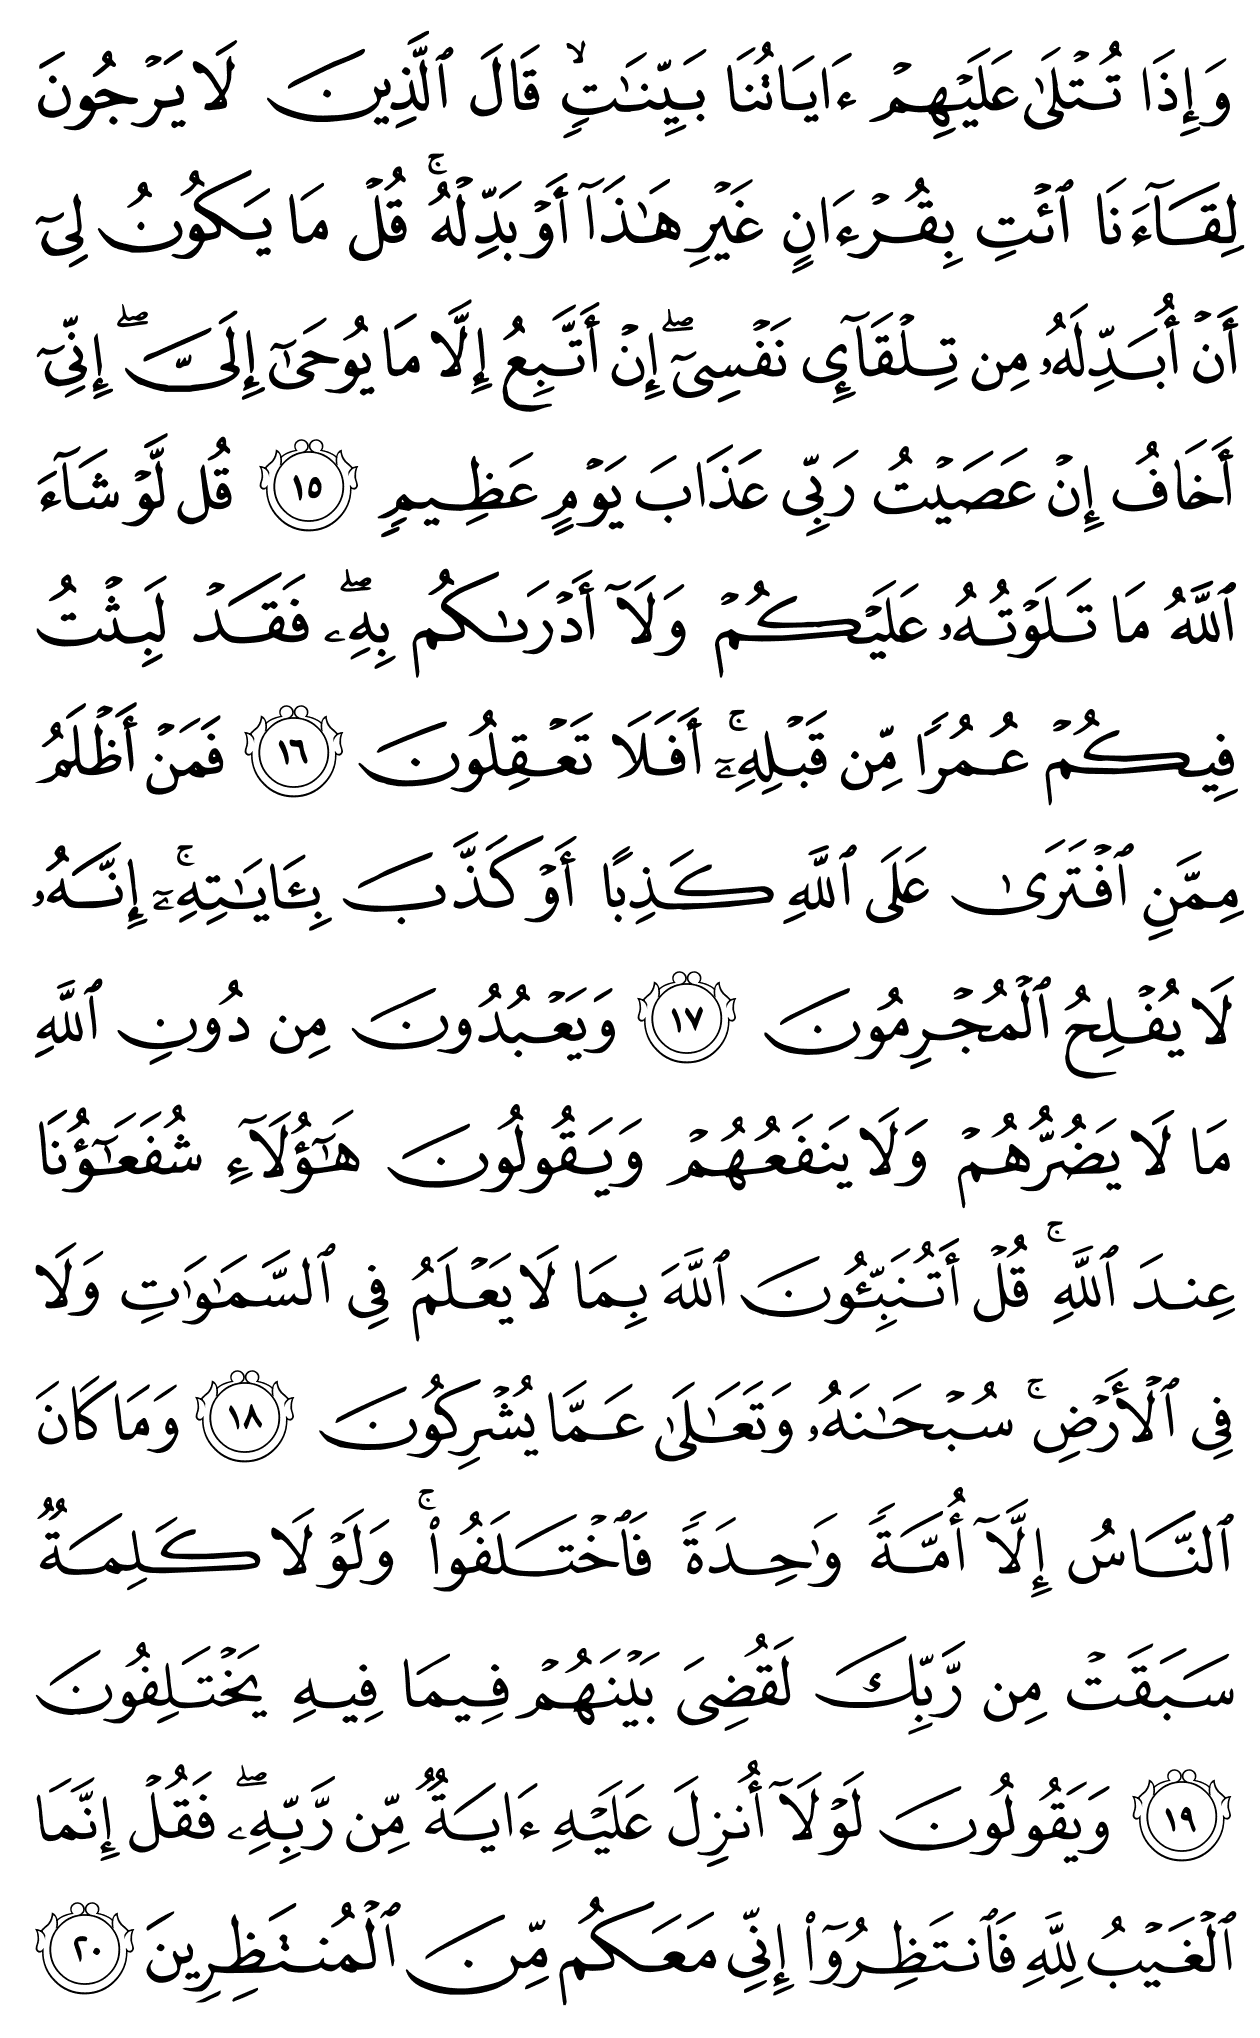 وَإِذَا تُتۡلَىٰ عَلَيۡهِمۡ ءَايَاتُنَا بَيِّنَٰتٖ ۙ قَالَ ٱلَّذِينَ لَا يَرۡجُونَ
لِقَآءَنَا ٱئۡتِ بِقُرۡءَانٍ غَيۡرِ هَٰذَآ أَوۡ بَدِّلۡهُۚ قُلۡ مَا يَكُونُ لِيٓ
أَنۡ أُبَدِّلَهُۥ مِن تِلۡقَآيِٕ نَفۡسِيٓۖ إِنۡ أَتَّبِعُ إِلَّا مَا يُوحَىٰٓ إِلَيَّۖ إِنِّيٓ
أَخَافُ إِنۡ عَصَيۡتُ رَبِّي عَذَابَ يَوۡمٍ عَظِيمٖ ١٥ قُل لَّوۡ شَآءَ
ٱللَّهُ مَا تَلَوۡتُهُۥ عَلَيۡكُمۡ وَلَآ أَدۡرَىٰكُم بِهِۦۖ فَقَدۡ لَبِثۡتُ
فِيكُمۡ عُمُرٗا مِّن قَبۡلِهِۦٓۚ أَفَلَا تَعۡقِلُونَ ١٦ فَمَنۡ أَظۡلَمُ
مِمَّنِ ٱفۡتَرَىٰ عَلَى ٱللَّهِ كَذِبًا أَوۡ كَذَّبَ بِـَٔايَٰتِهِۦٓۚ إِنَّهُۥ
لَا يُفۡلِحُ ٱلۡمُجۡرِمُونَ ١٧ وَيَعۡبُدُونَ مِن دُونِ ٱللَّهِ
مَا لَا يَضُرُّهُمۡ وَلَا يَنفَعُهُمۡ وَيَقُولُونَ هَٰٓؤُلَآءِ شُفَعَٰٓؤُنَا
عِندَ ٱللَّهِۚ قُلۡ أَتُنَبِّـُٔونَ ٱللَّهَ بِمَا لَا يَعۡلَمُ فِي ٱلسَّمَٰوَٰتِ وَلَا
فِي ٱلۡأَرۡضِۚ سُبۡحَٰنَهُۥ وَتَعَٰلَىٰ عَمَّا يُشۡرِكُونَ ١٨ وَمَا كَانَ
ٱلنَّاسُ إِلَّآ أُمَّةٗ وَٰحِدَةٗ فَٱخۡتَلَفُواْۚ وَلَوۡلَا كَلِمَةٞ
سَبَقَتۡ مِن رَّبِّكَ لَقُضِيَ بَيۡنَهُمۡ فِيمَا فِيهِ يَخۡتَلِفُونَ
١٩ وَيَقُولُونَ لَوۡلَآ أُنزِلَ عَلَيۡهِ ءَايَةٞ مِّن رَّبِّهِۦۖ فَقُلۡ إِنَّمَا
ٱلۡغَيۡبُ لِلَّهِ فَٱنتَظِرُوٓاْ إِنِّي مَعَكُم مِّنَ ٱلۡمُنتَظِرِينَ ٢٠